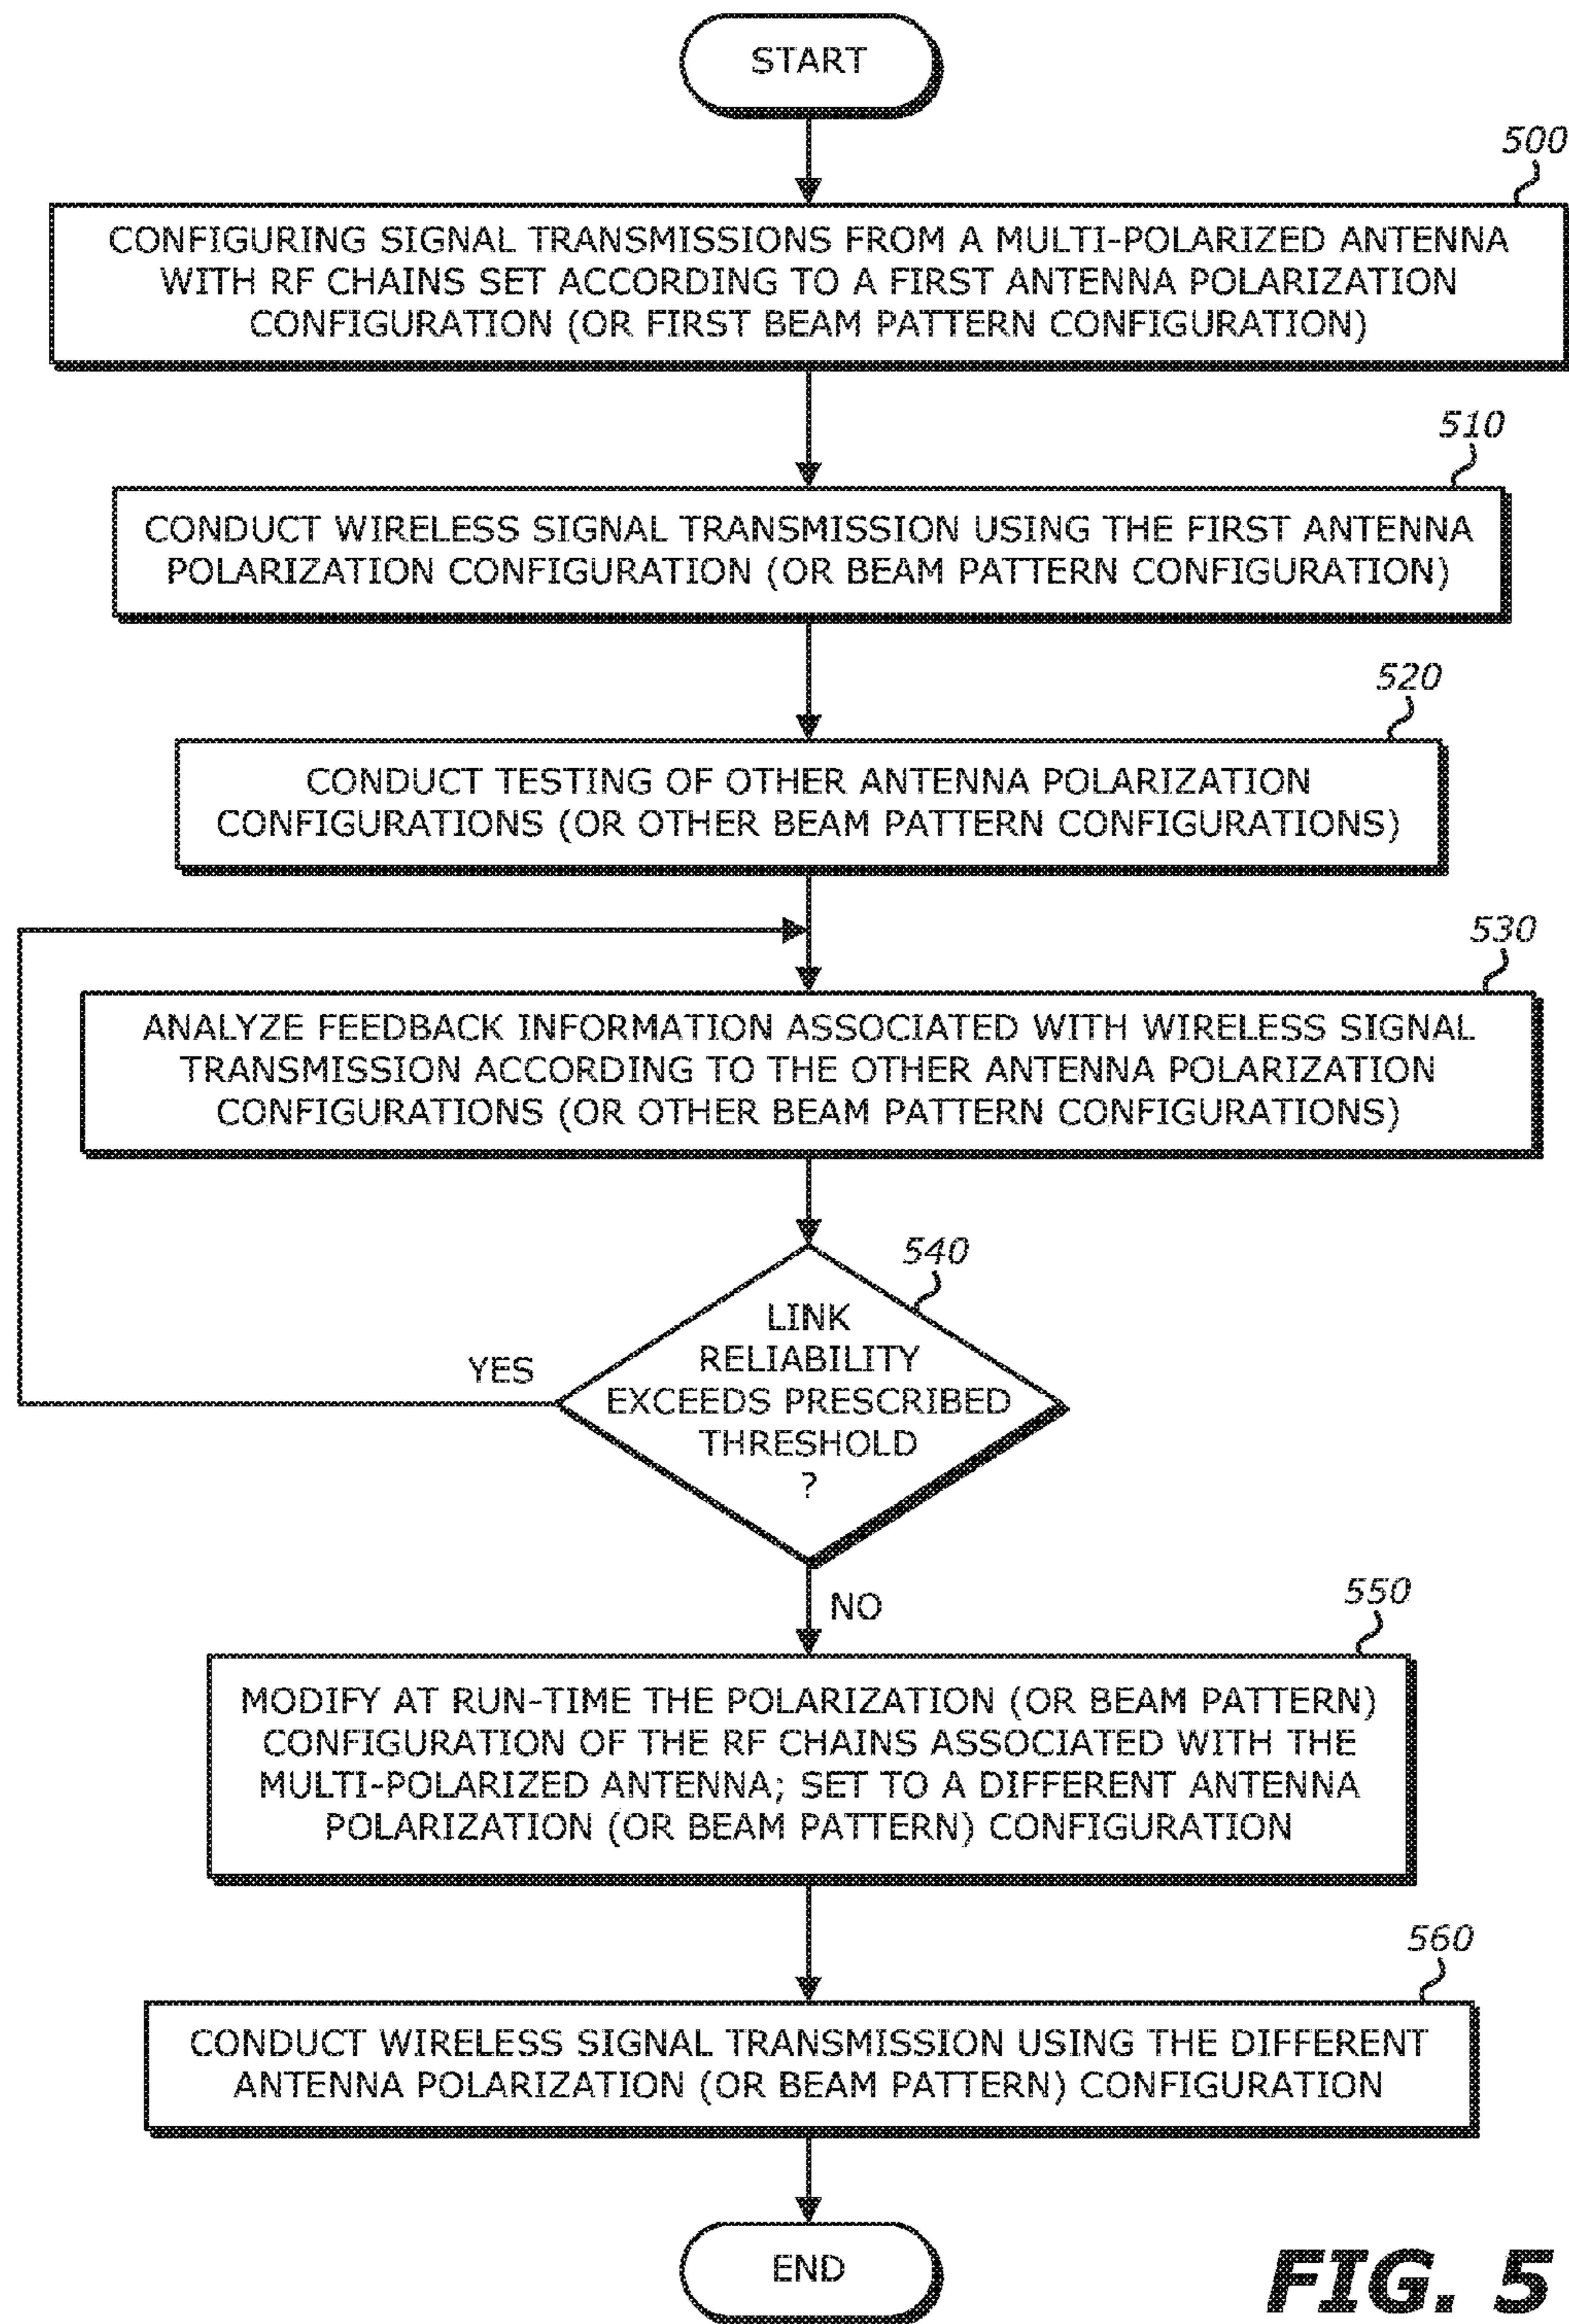 START
500
CONFIGURING SIGNAL TRANSMISSIONS FROM A MULTI-POLARIZED ANTENNA
WITH RF CHAINS SET ACCORDING TO A FIRST ANTENNA POLARIZATION
CONFIGURATION (OR FIRST BEAM PATTERN CONFIGURATION)
510
CONDUCT WIRELESS SIGNAL TRANSMISSION USING THE FIRST ANTENNA
POLARIZATION CONFIGURATION (OR BEAM PATTERN CONFIGURATION)
520
CONDUCT TESTING OF OTHER ANTENNA POLARIZATION
CONFIGURATIONS (OR OTHER BEAM PATTERN CONFIGURATIONS)
530
ANALYZE FEEDBACK INFORMATION ASSOCIATED WITH WIRELESS SIGNAL
TRANSMISSION ACCORDING TO THE OTHER ANTENNA POLARIZATION
CONFIGURATIONS (OR OTHER BEAM PATTERN CONFIGURATIONS)
540
LINK
RELIABILITY
EXCEEDS PRESCRIBED
THRESHOLD
?
YES
NO
550
MODIFY AT RUN-TIME THE POLARIZATION (OR BEAM PATTERN)
CONFIGURATION OF THE RF CHAINS ASSOCIATED WITH THE
MULTI-POLARIZED ANTENNA; SET TO A DIFFERENT ANTENNA
POLARIZATION (OR BEAM PATTERN) CONFIGURATION
560
CONDUCT WIRELESS SIGNAL TRANSMISSION USING THE DIFFERENT
ANTENNA POLARIZATION (OR BEAM PATTERN) CONFIGURATION
END
FIG. 5